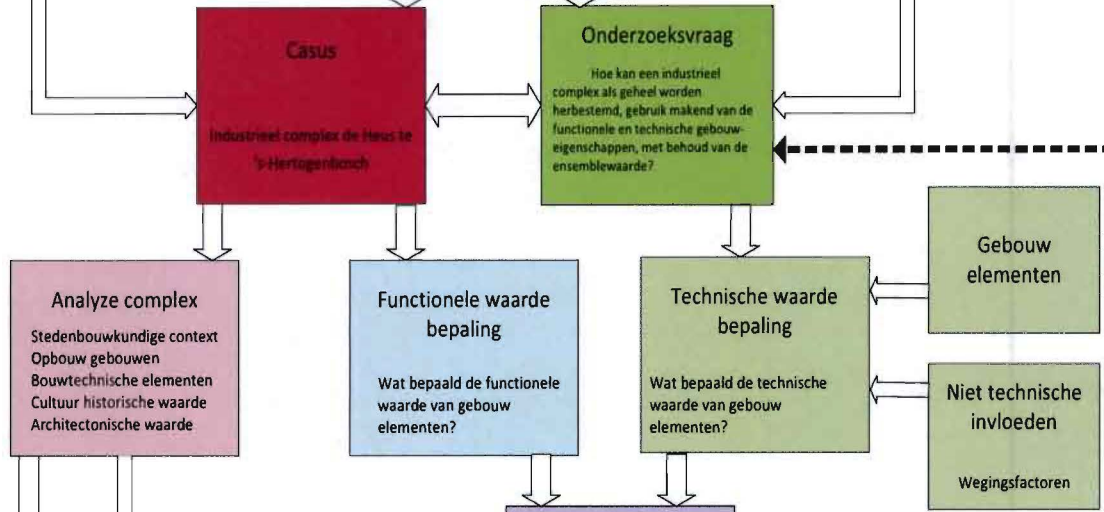 Casus
Industrieel complex de Heus te
's-Hertogenbosch
Onderzoeksvraag
Hoe kan een industrieel
complex als geheel worden
herbestemd, gebruik makend van de
functionele en technische gebouw-
eigenschappen, met behoud van de
ensemblewaarde?
Gebouw
elementen
Analyze complex
Stedenbouwkundige context
Opbouw gebouwen
Bouwtechnische elementen
Cultuur historische waarde
Architectonische waarde
Functionele waarde
bepaling
Wat bepaald de functionele
waarde van gebouw
elementen?
Technische waarde
bepaling
Wat bepaald de technische
waarde van gebouw
elementen?
Niet technische
invloeden
Wegingsfactoren